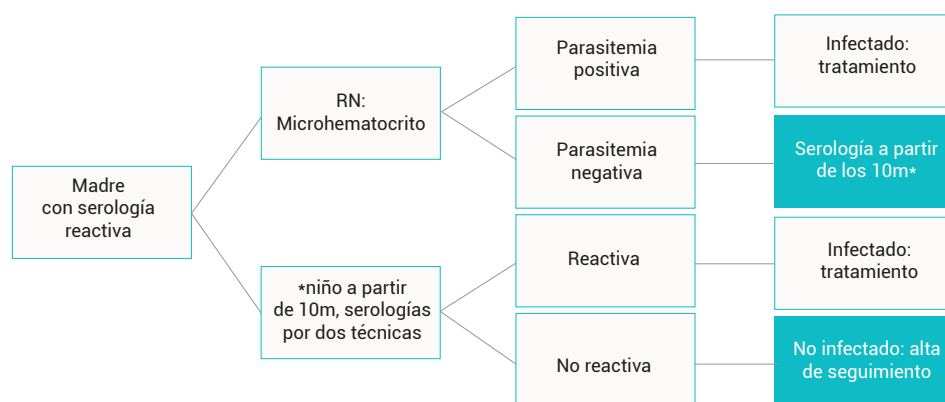 Madre
con serología
reactiva
RN:
Microhematocrito
Parasitemia
positiva
Infectado:
tratamiento
Parasitemia
negativa
Serología a partir
de los 10m*
*niño a partir
de 10m, serologías
por dos técnicas
Reactiva
Infectado:
tratamiento
No reactiva
No infectado: alta
de seguimiento